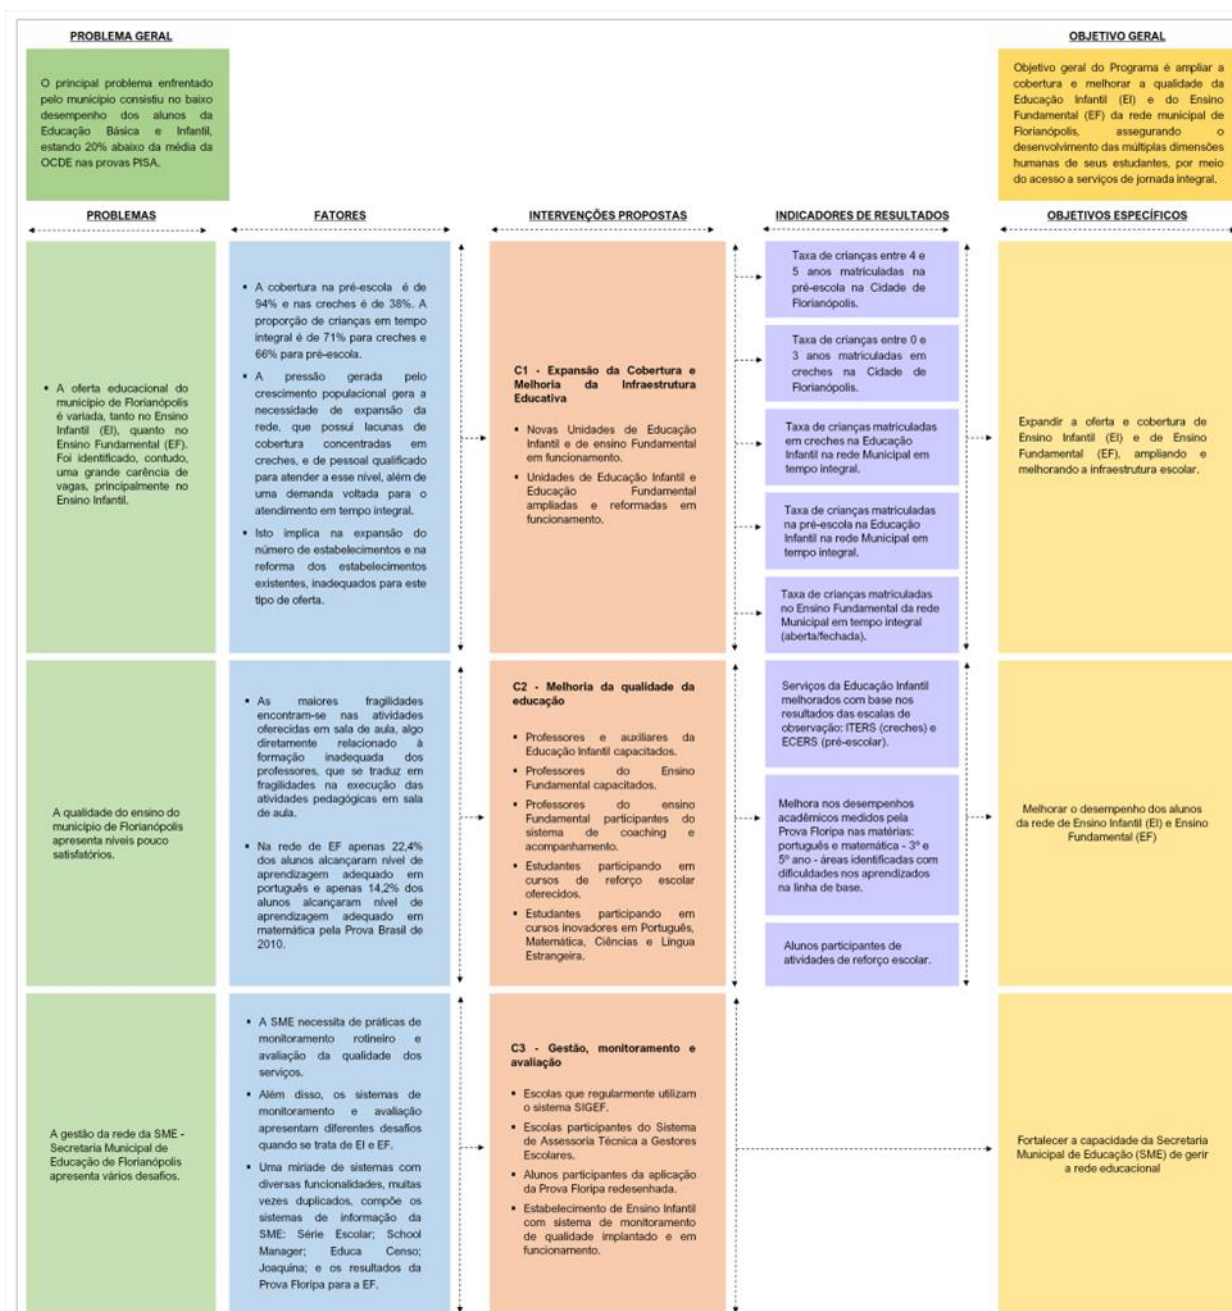 PROBLEMA GERAL
O principal problema enfrentado
pelo município consistiu no baixo
desempenho dos alunos da
Educação Básica e Infantil,
estando 20% abaixo da média da
OCDE nas provas PISA.
OBJETIVO GERAL
Objetivo geral do Programa é ampliar a
cobertura e melhorar a qualidade da
Educação Infantil (EI) e do Ensino
Fundamental (EF) da rede municipal de
Florianópolis, assegurando o
desenvolvimento das múltiplas dimensões
humanas de seus estudantes, por meio
do acesso a serviços de jornada integral.
PROBLEMAS
FATORES
INTERVENÇÕES PROPOSTAS
INDICADORES DE RESULTADOS
OBJETIVOS ESPECÍFICOS
▪ A oferta educacional do
município de Florianópolis
é variada, tanto no Ensino
Infantil (EI), quanto no
Ensino Fundamental (EF).
Foi identificado, contudo,
uma grande carência de
vagas, principalmente no
Ensino Infantil.
▪ A cobertura na pré-escola é de
94% e nas creches é de 38%. A
proporção de crianças em tempo
integral é de 71% para creches e
66% para pré-escola.
▪ A pressão gerada pelo
crescimento populacional gera a
necessidade de expansão da
rede, que possui lacunas de
cobertura concentradas em
creches, e de pessoal qualificado
para atender a esse nível, além de
uma demanda voltada para o
atendimento em tempo integral.
▪ Isto implica na expansão do
número de estabelecimentos e na
reforma dos estabelecimentos
existentes, inadequados para este
tipo de oferta.
C1 - Expansão da Cobertura e
Melhoria da Infraestrutura
Educativa
▪ Novas Unidades de Educação
Infantil e de ensino Fundamental
em funcionamento.
▪ Unidades de Educação Infantil e
Educação Fundamental
ampliadas e reformadas em
funcionamento.
Taxa de crianças entre 4 e
5 anos matriculadas na
pré-escola na Cidade de
Florianópolis.
Taxa de crianças entre 0 e
3 anos matriculadas em
creches na Cidade de
Florianópolis.
Taxa de crianças matriculadas
em creches na Educação
Infantil na rede Municipal em
tempo integral.
Taxa de crianças matriculadas
na pré-escola na Educação
Infantil na rede Municipal em
tempo integral.
Taxa de crianças matriculadas
no Ensino Fundamental da rede
Municipal em tempo integral
(aberta/fechada).
Expandir a oferta e cobertura de
Ensino Infantil (EI) e de Ensino
Fundamental (EF), ampliando e
melhorando a infraestrutura escolar.
A qualidade do ensino do
município de Florianópolis
apresenta níveis pouco
satisfatórios.
▪ As maiores fragilidades
encontram-se nas atividades
oferecidas em sala de aula, algo
diretamente relacionado à
formação inadequada dos
professores, que se traduz em
fragilidades na execução das
atividades pedagógicas em sala
de aula.
▪ Na rede de EF apenas 22,4%
dos alunos alcançaram nível de
aprendizagem adequado em
português e apenas 14,2% dos
alunos alcançaram nível de
aprendizagem adequado em
matemática pela Prova Brasil de
2010.
C2 - Melhoria da qualidade da
educação
▪ Professores e auxiliares da
Educação Infantil capacitados.
▪ Professores do Ensino
Fundamental capacitados.
▪ Professores do ensino
Fundamental participantes do
sistema de coaching e
acompanhamento.
▪ Estudantes participando em
cursos de reforço escolar
oferecidos.
▪ Estudantes participando em
cursos inovadores em Português,
Matemática, Ciências e Língua
Estrangeira.
Serviços da Educação Infantil
melhorados com base nos
resultados das escalas de
observação: ITERS (creches) e
ECERS (pré-escolar).
Melhora nos desempenhos
acadêmicos medidos pela
Prova Floripa nas matérias:
português e matemática - 3º e
5º ano - áreas identificadas com
dificuldades nos aprendizados
na linha de base.
Alunos participantes de
atividades de reforço escolar.
Melhorar o desempenho dos alunos
da rede de Ensino Infantil (EI) e Ensino
Fundamental (EF)
A gestão da rede da SME -
Secretaria Municipal de
Educação de Florianópolis
apresenta vários desafios.
▪ A SME necessita de práticas de
monitoramento rotineiro e
avaliação da qualidade dos
serviços.
▪ Além disso, os sistemas de
monitoramento e avaliação
apresentam diferentes desafios
quando se trata de EI e EF.
▪ Uma miríade de sistemas com
diversas funcionalidades, muitas
vezes duplicados, compõe os
sistemas de informação da
SME: Série Escolar; School
Manager; Educa Censo;
Joaquina; e os resultados da
Prova Floripa para a EF.
C3 - Gestão, monitoramento e
avaliação
▪ Escolas que regularmente utilizam
o sistema SIGEF.
▪ Escolas participantes do Sistema
de Assessoria Técnica a Gestores
Escolares.
▪ Alunos participantes da aplicação
da Prova Floripa redesenhada.
▪ Estabelecimento de Ensino Infantil
com sistema de monitoramento
de qualidade implantado e em
funcionamento.
Fortalecer a capacidade da Secretaria
Municipal de Educação (SME) de gerir
a rede educacional